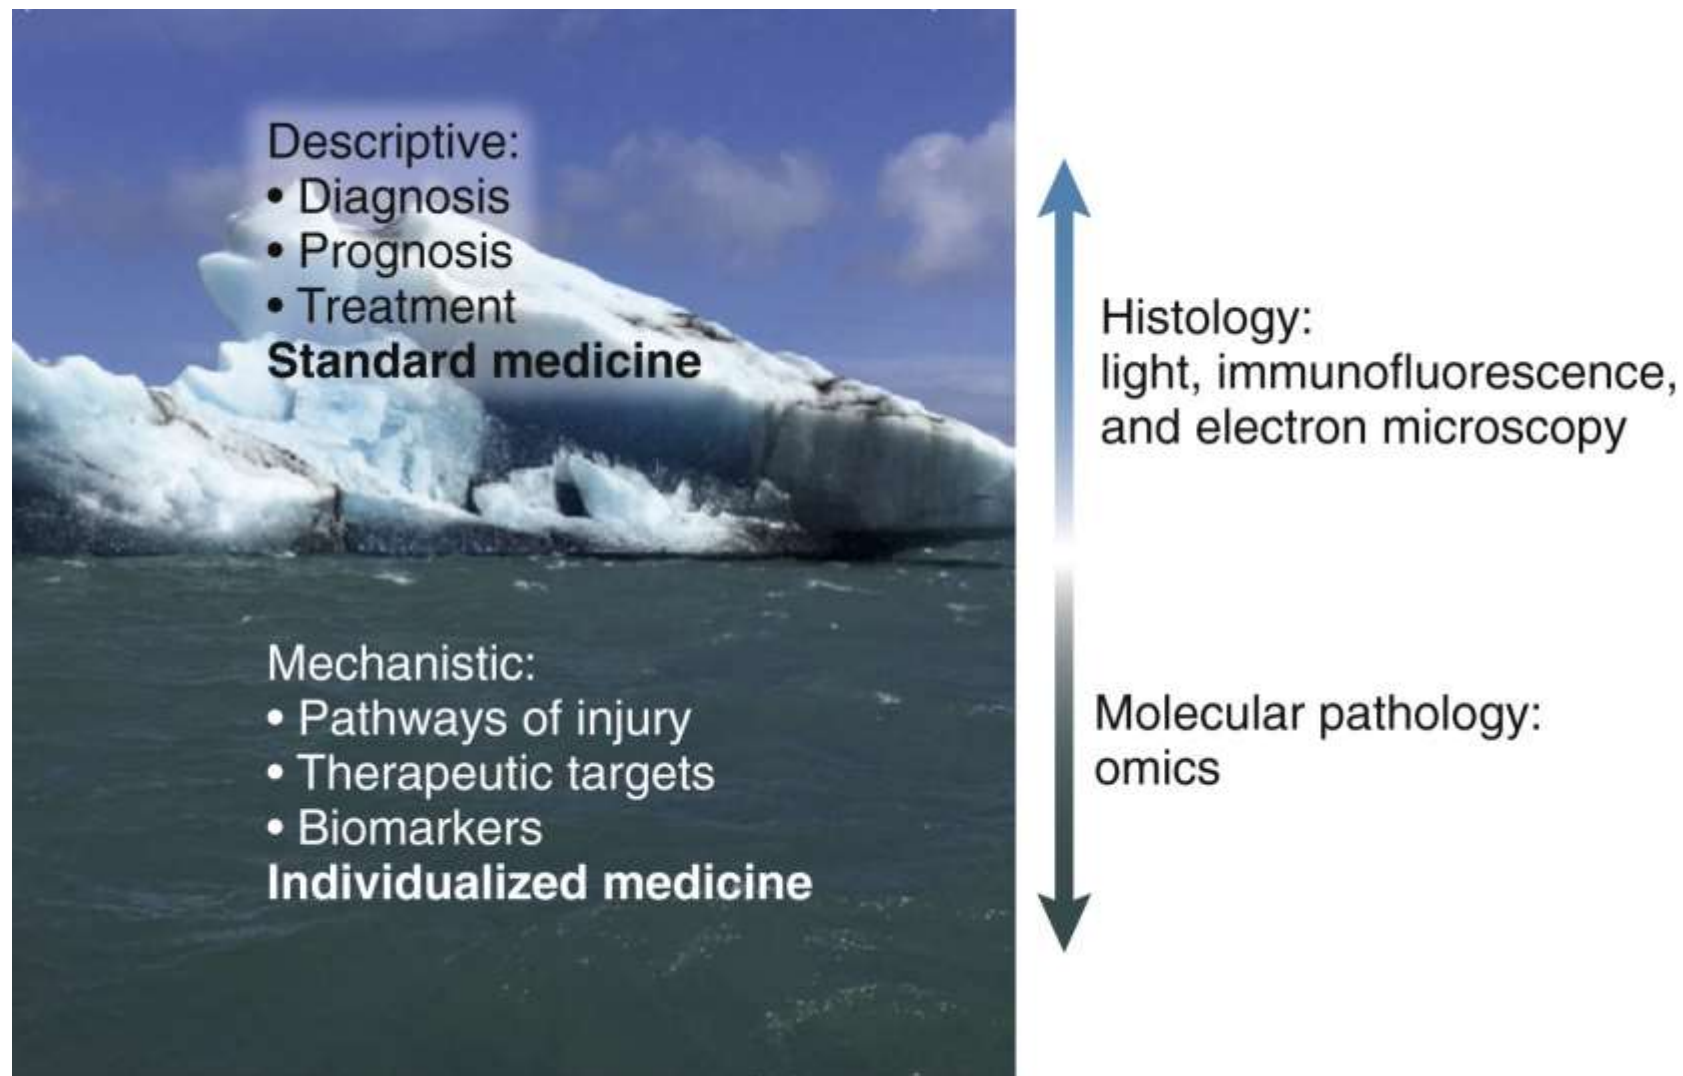 Descriptive:
• Diagnosis
• Prognosis
• Treatment
Standard medicine
Histology:
light, immunofluorescence,
and electron microscopy
Mechanistic:
• Pathways of injury
• Therapeutic targets
• Biomarkers
Individualized medicine
Molecular pathology:
omics